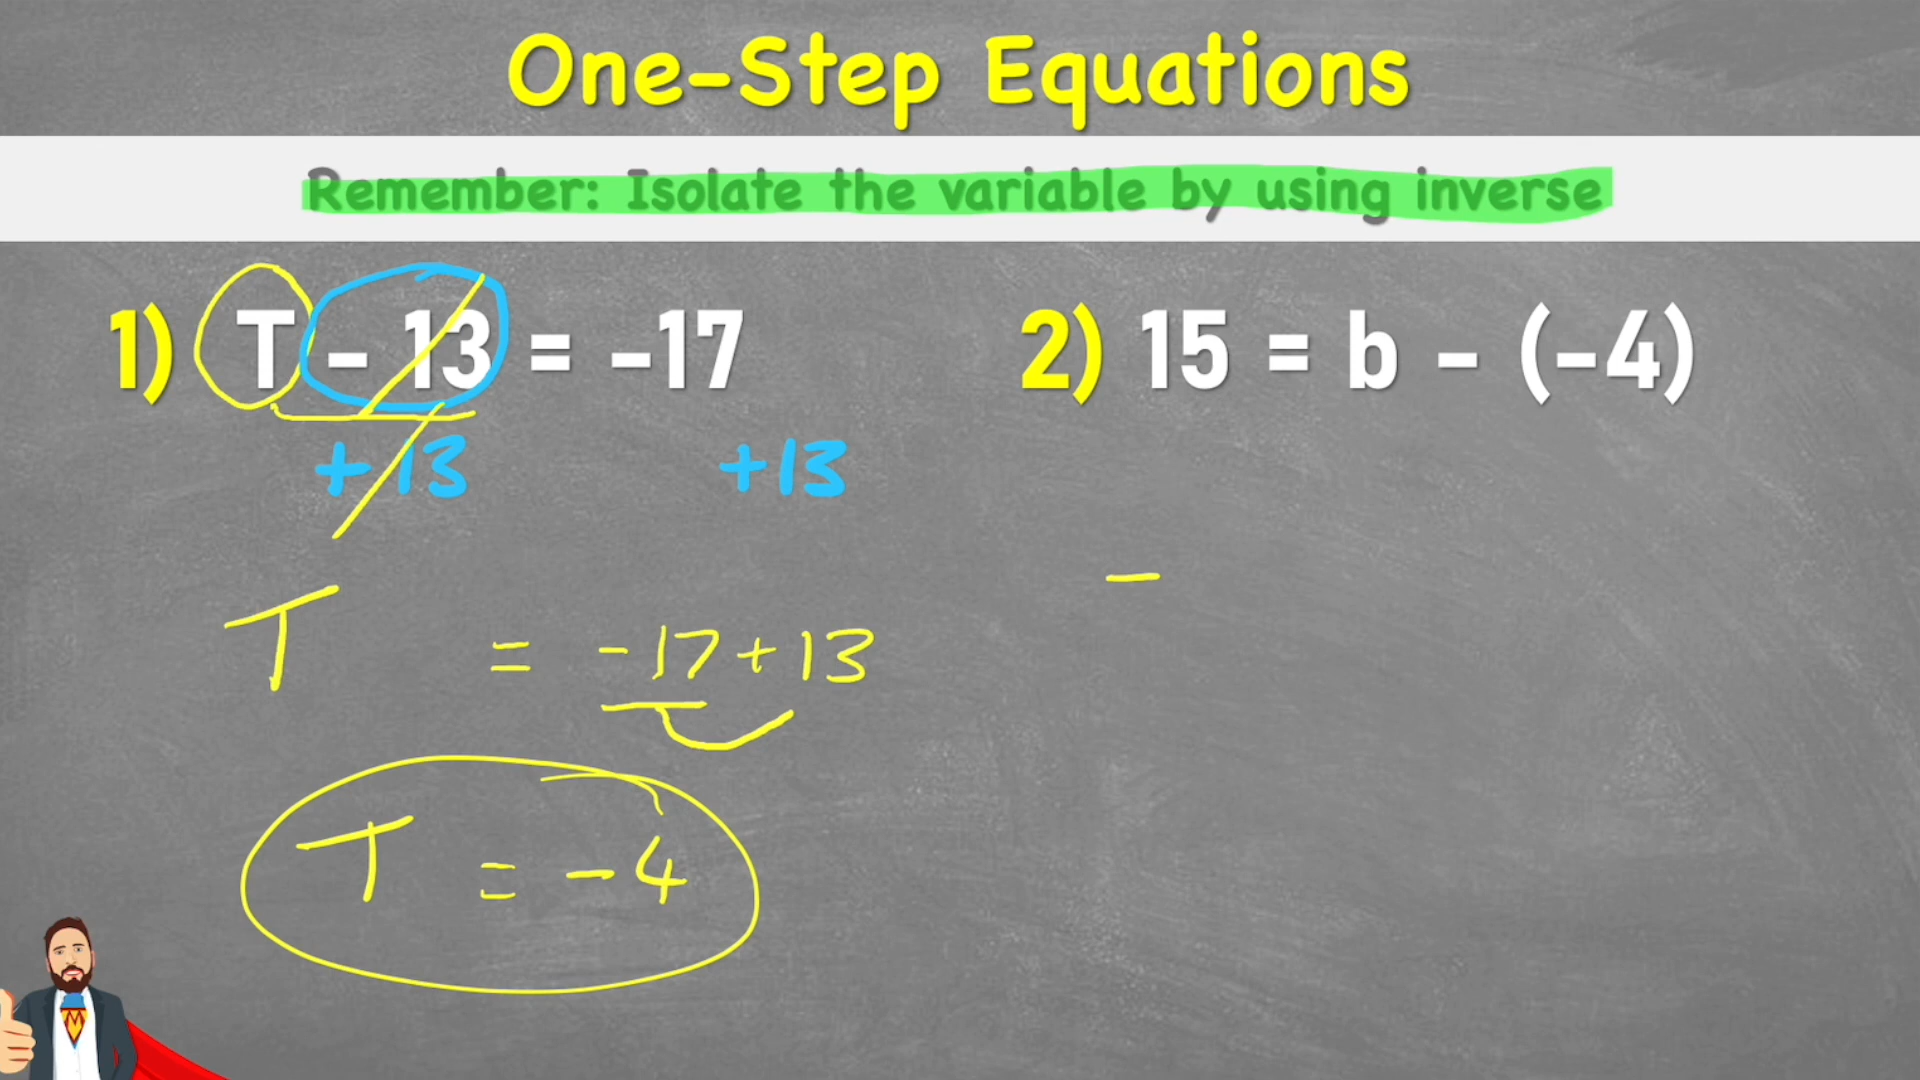 One-Step Equations
Remember: Isolate the variable by using inverse
1) T - 13 = -17
+13 +13
T = -17+13
T = -4
2) 15 = b - (-4)
-
M